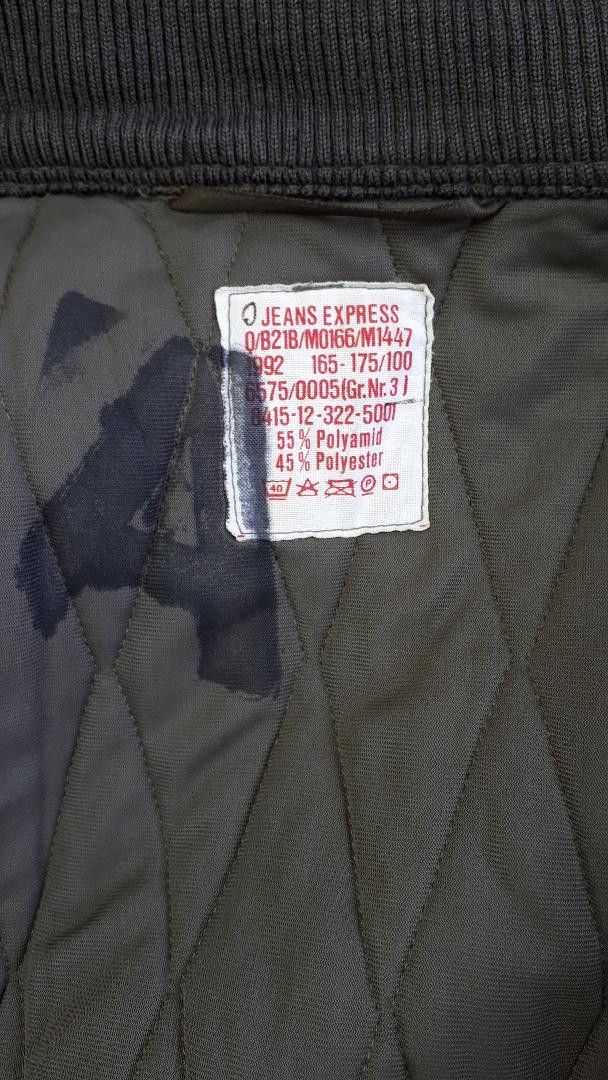 JEANS EXPRESS
Q/B21B/M0166/M1447
1992 165-175/100
6575/0005(Gr.Nr.3)
8415-12-322-5001
55% Polyamid
45% Polyester
40 P